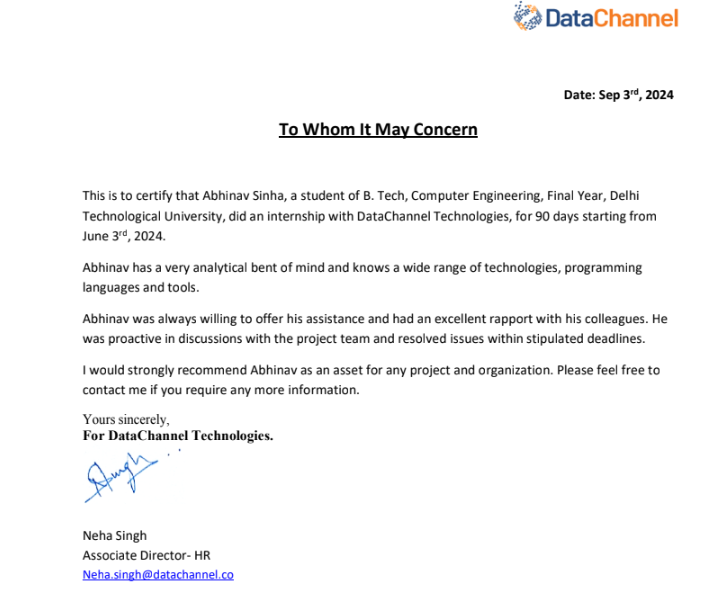 DataChannel
Date: Sep 3rd, 2024
To Whom It May Concern
This is to certify that Abhinav Sinha, a student of B. Tech, Computer Engineering, Final Year, Delhi
Technological University, did an internship with DataChannel Technologies, for 90 days starting from
June 3rd, 2024.
Abhinav has a very analytical bent of mind and knows a wide range of technologies, programming
languages and tools.
Abhinav was always willing to offer his assistance and had an excellent rapport with his colleagues. He
was proactive in discussions with the project team and resolved issues within stipulated deadlines.
I would strongly recommend Abhinav as an asset for any project and organization. Please feel free to
contact me if you require any more information.
Yours sincerely,
For DataChannel Technologies.
Neha Singh
Associate Director- HR
Neha.singh@datachannel.co